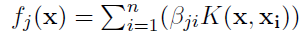 f_j(𝐱) = ∑_{i=1}^{n}(β_{ji}K(𝐱, 𝐱_𝐢))